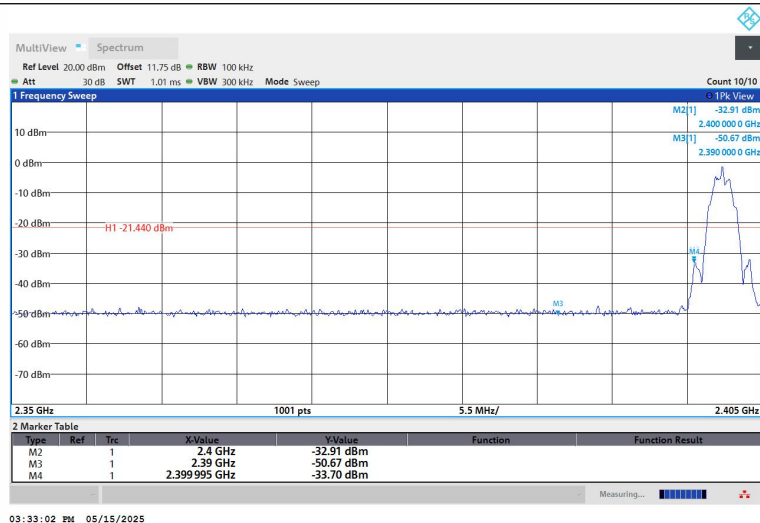 R&S
MultiView Spectrum
Ref Level 20.00 dBm Offset 11.75 dB RBW 100 kHz
Att 30 dB SWT 1.01 ms VBW 300 kHz Mode Sweep Count 10/10
1 Frequency Sweep 1Pk View
M2[1] -32.91 dBm
2.400 000 0 GHz
10 dBm
M3[1] -50.67 dBm
2.390 000 0 GHz
0 dBm
-10 dBm
-20 dBm
H1 -21.440 dBm
-30 dBm
M4
-40 dBm
M3
-50 dBm
-60 dBm
-70 dBm
2.35 GHz 1001 pts 5.5 MHz/ 2.405 GHz
2 Marker Table
Type Ref Trc X-Value Y-Value Function Function Result
M2 1 2.4 GHz -32.91 dBm
M3 1 2.39 GHz -50.67 dBm
M4 1 2.399 995 GHz -33.70 dBm
Measuring...
03:33:02 PM 05/15/2025